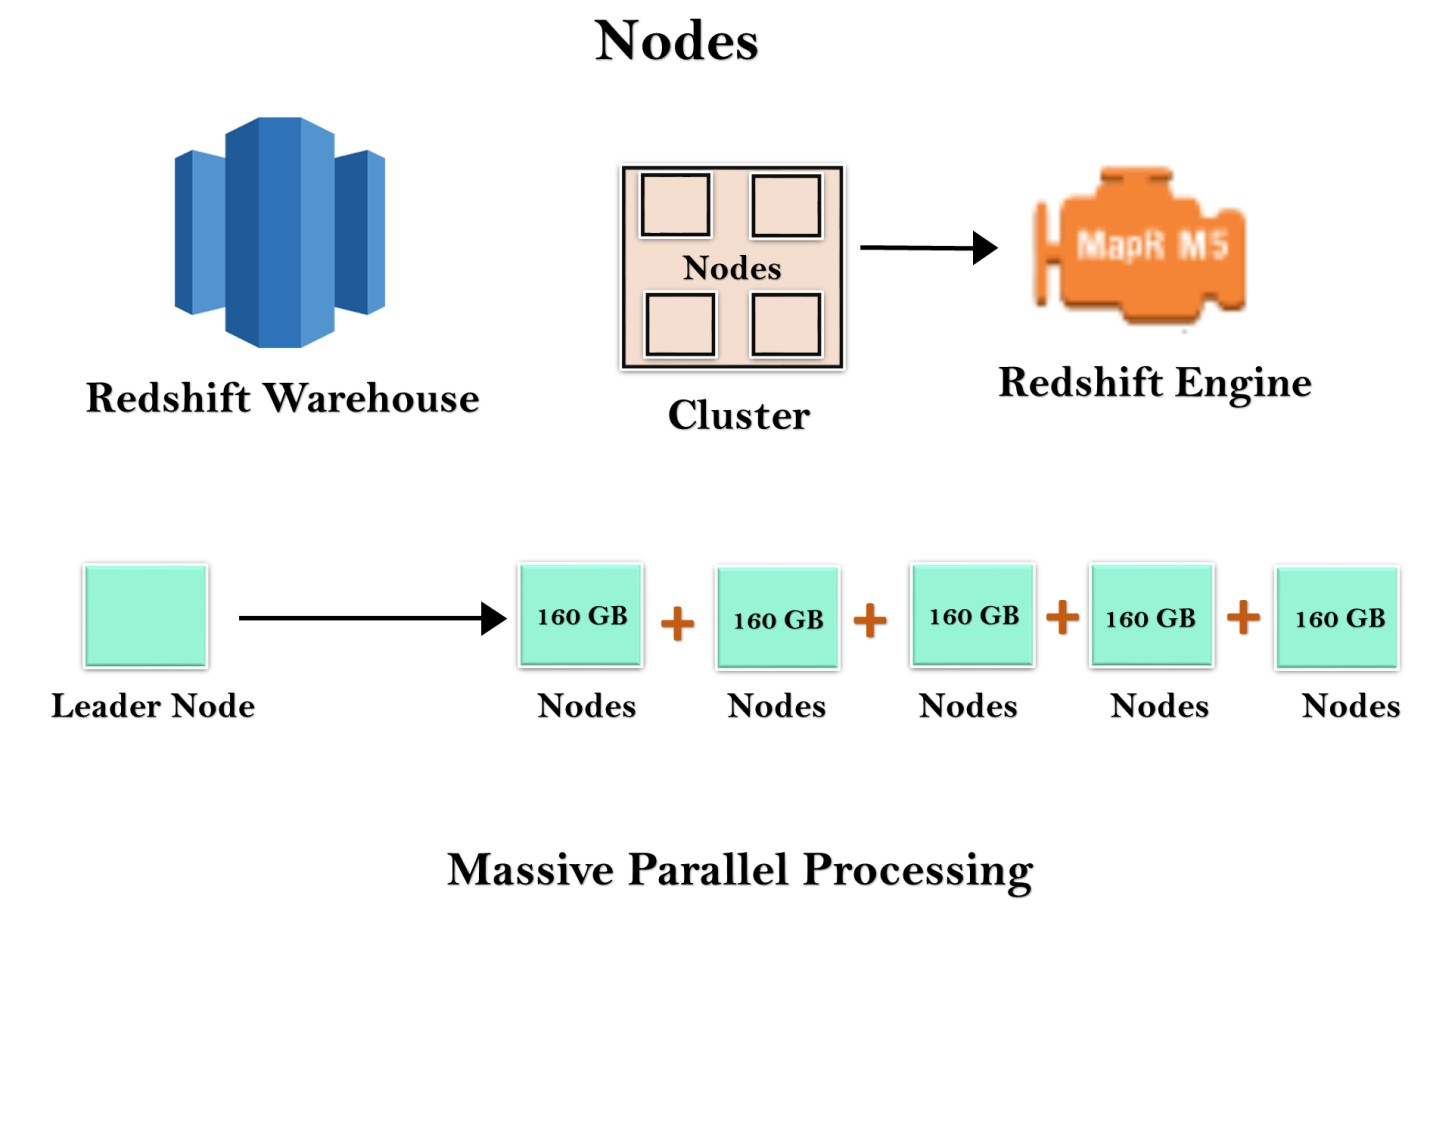 Nodes
Nodes
MapR M5
Redshift Warehouse
Cluster
Redshift Engine
160 GB
160 GB
160 GB
160 GB
160 GB
Leader Node
Nodes
Nodes
Nodes
Nodes
Nodes
Massive Parallel Processing